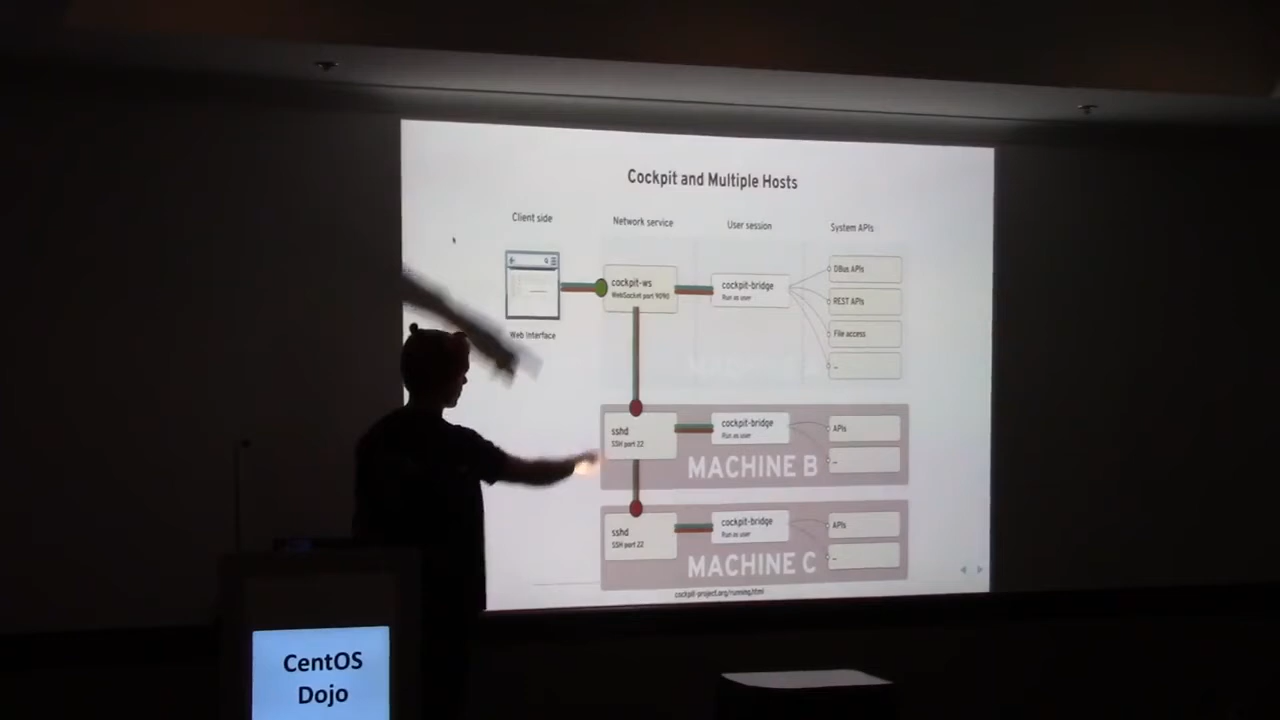 Cockpit and Multiple Hosts
Client side
Network service
User session
System APIs
cockpit-ws
WebSocket port 9090
cockpit-bridge
Run as user
DBus APIs
REST APIs
File access
...
Web Interface
sshd
SSH port 22
cockpit-bridge
Run as user
APIs
...
MACHINE B
sshd
SSH port 22
cockpit-bridge
Run as user
APIs
...
MACHINE C
cockpit-project.org/running.html
CentOS
Dojo